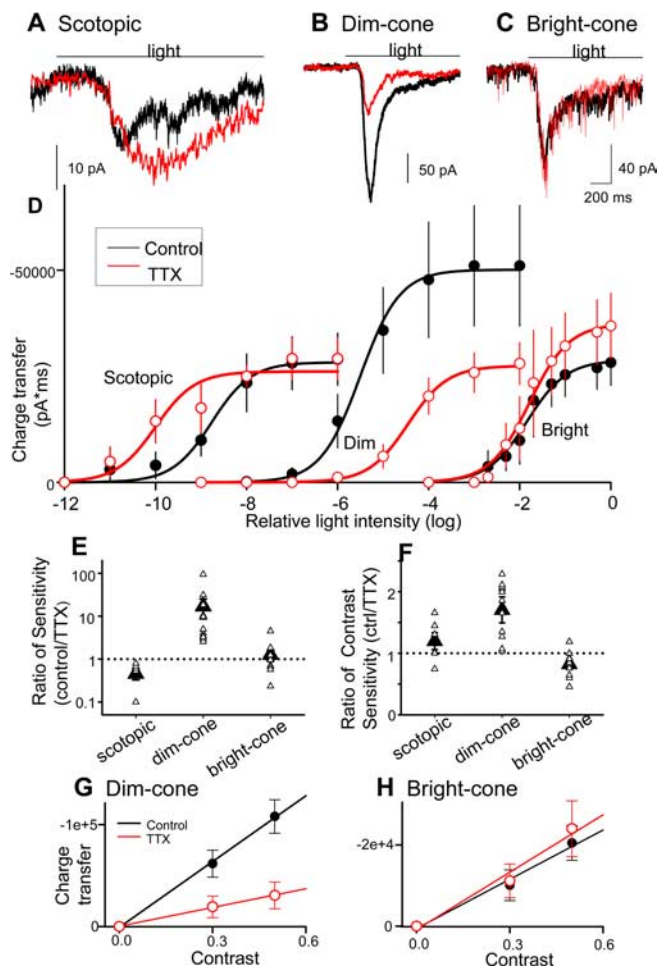 A Scotopic
B Dim-cone
C Bright-cone
light
light
light
10 pA
50 pA
40 pA
200 ms
D
Control
TTX
-50000
0
Charge transfer
(pA*ms)
Scotopic
Dim
Bright
-12 -10 -8 -6 -4 -2 0
Relative light intensity (log)
E
Ratio of Sensitivity
(control/TTX)
100
10
1
0.1
scotopic
dim-cone
bright-cone
F
Ratio of Contrast
Sensitivity (ctrl/TTX)
2
1
0
scotopic
dim-cone
bright-cone
G Dim-cone
Control
TTX
Charge
transfer
-1e+5
0
0.0 0.3 0.6
Contrast
H Bright-cone
-2e+4
0
0.0 0.3 0.6
Contrast